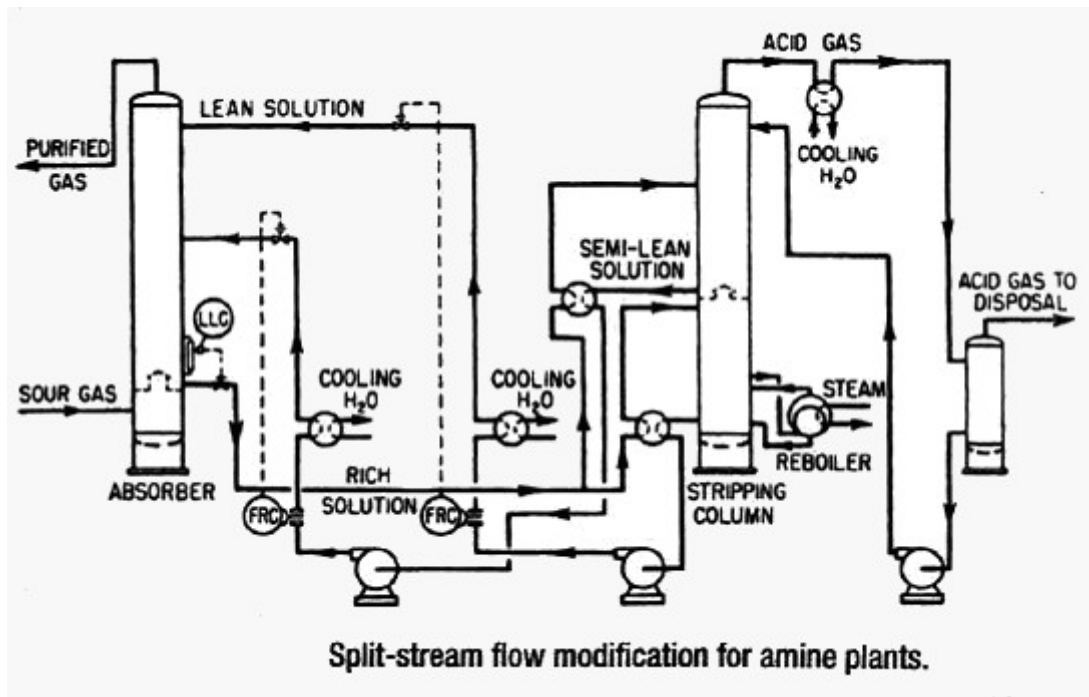 ACID GAS
LEAN SOLUTION
PURIFIED
GAS
COOLING
H₂O
SEMI-LEAN
SOLUTION
ACID GAS TO
DISPOSAL
LLC
SOUR GAS
COOLING
H₂O
COOLING
H₂O
STEAM
REBOILER
ABSORBER
RICH
SOLUTION
STRIPPING
COLUMN
FRC
FRC
Split-stream flow modification for amine plants.